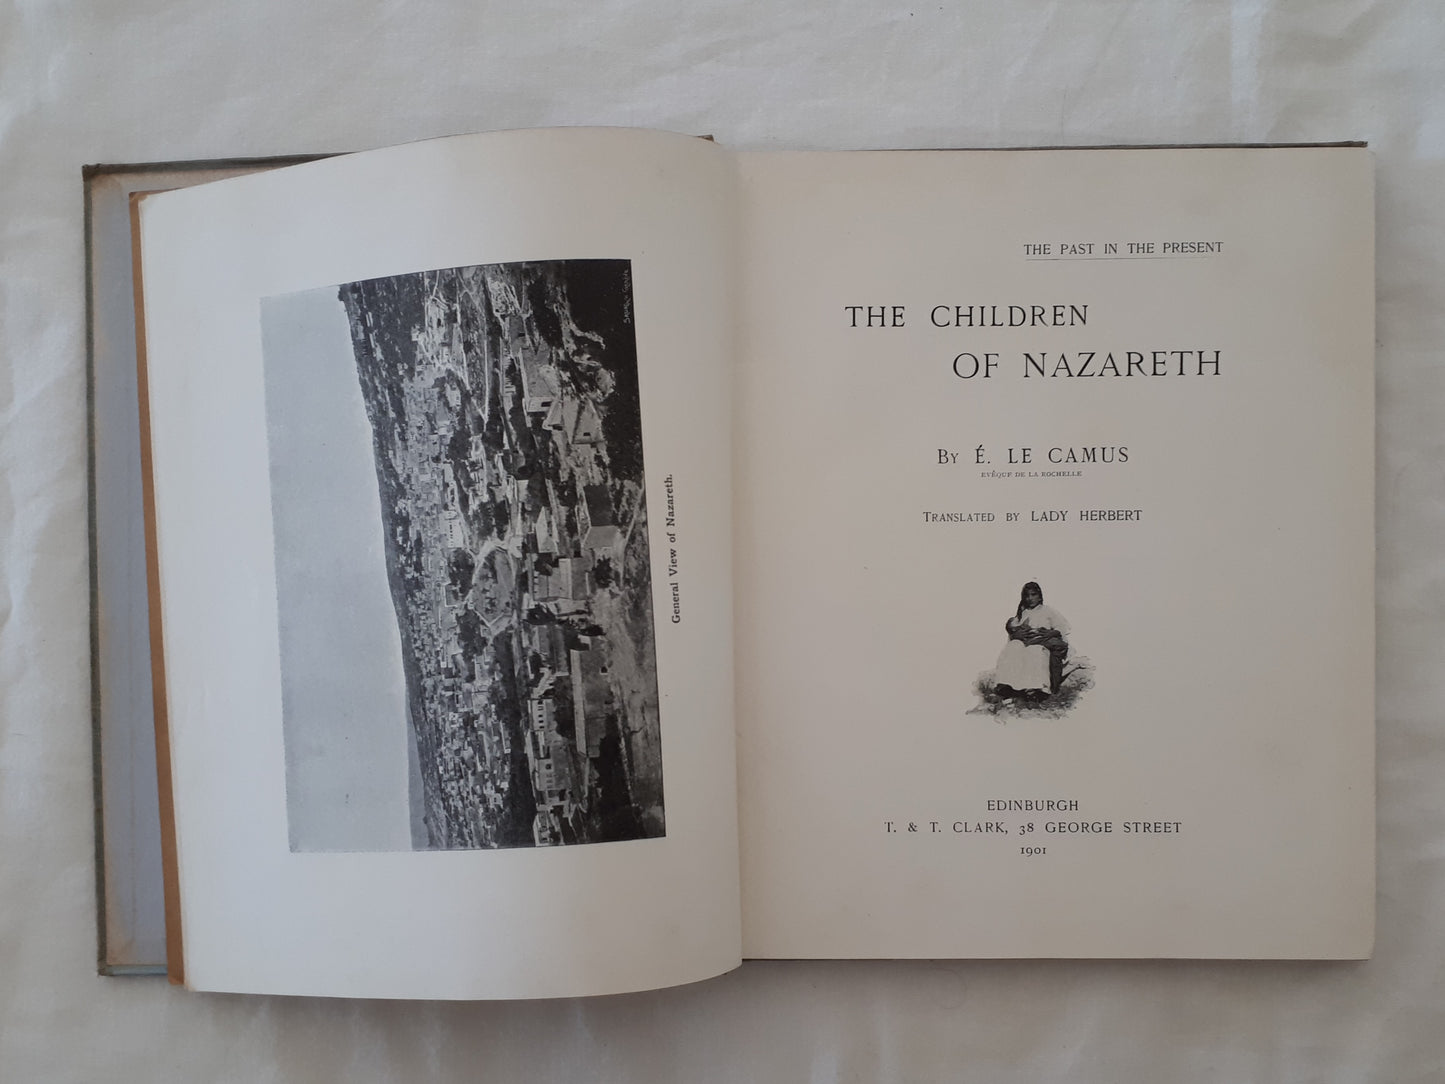 General View of Nazareth.
THE PAST IN THE PRESENT
THE CHILDREN
OF NAZARETH
By É. LE CAMUS
EVÊQUE DE LA ROCHELLE
Translated by LADY HERBERT
EDINBURGH
T. & T. CLARK, 38 GEORGE STREET
1901